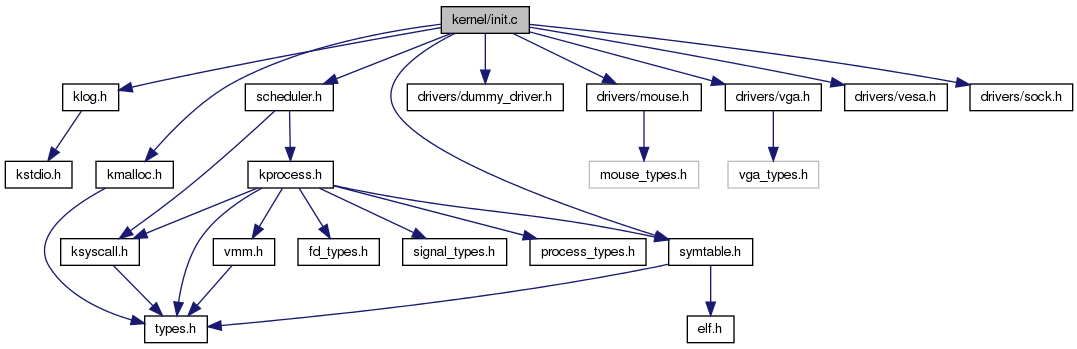 kernel/init.c
klog.h
scheduler.h
drivers/dummy_driver.h
drivers/mouse.h
drivers/vga.h
drivers/vesa.h
drivers/sock.h
kstdio.h
kmalloc.h
kprocess.h
mouse_types.h
vga_types.h
ksyscall.h
vmm.h
fd_types.h
signal_types.h
process_types.h
symtable.h
types.h
elf.h